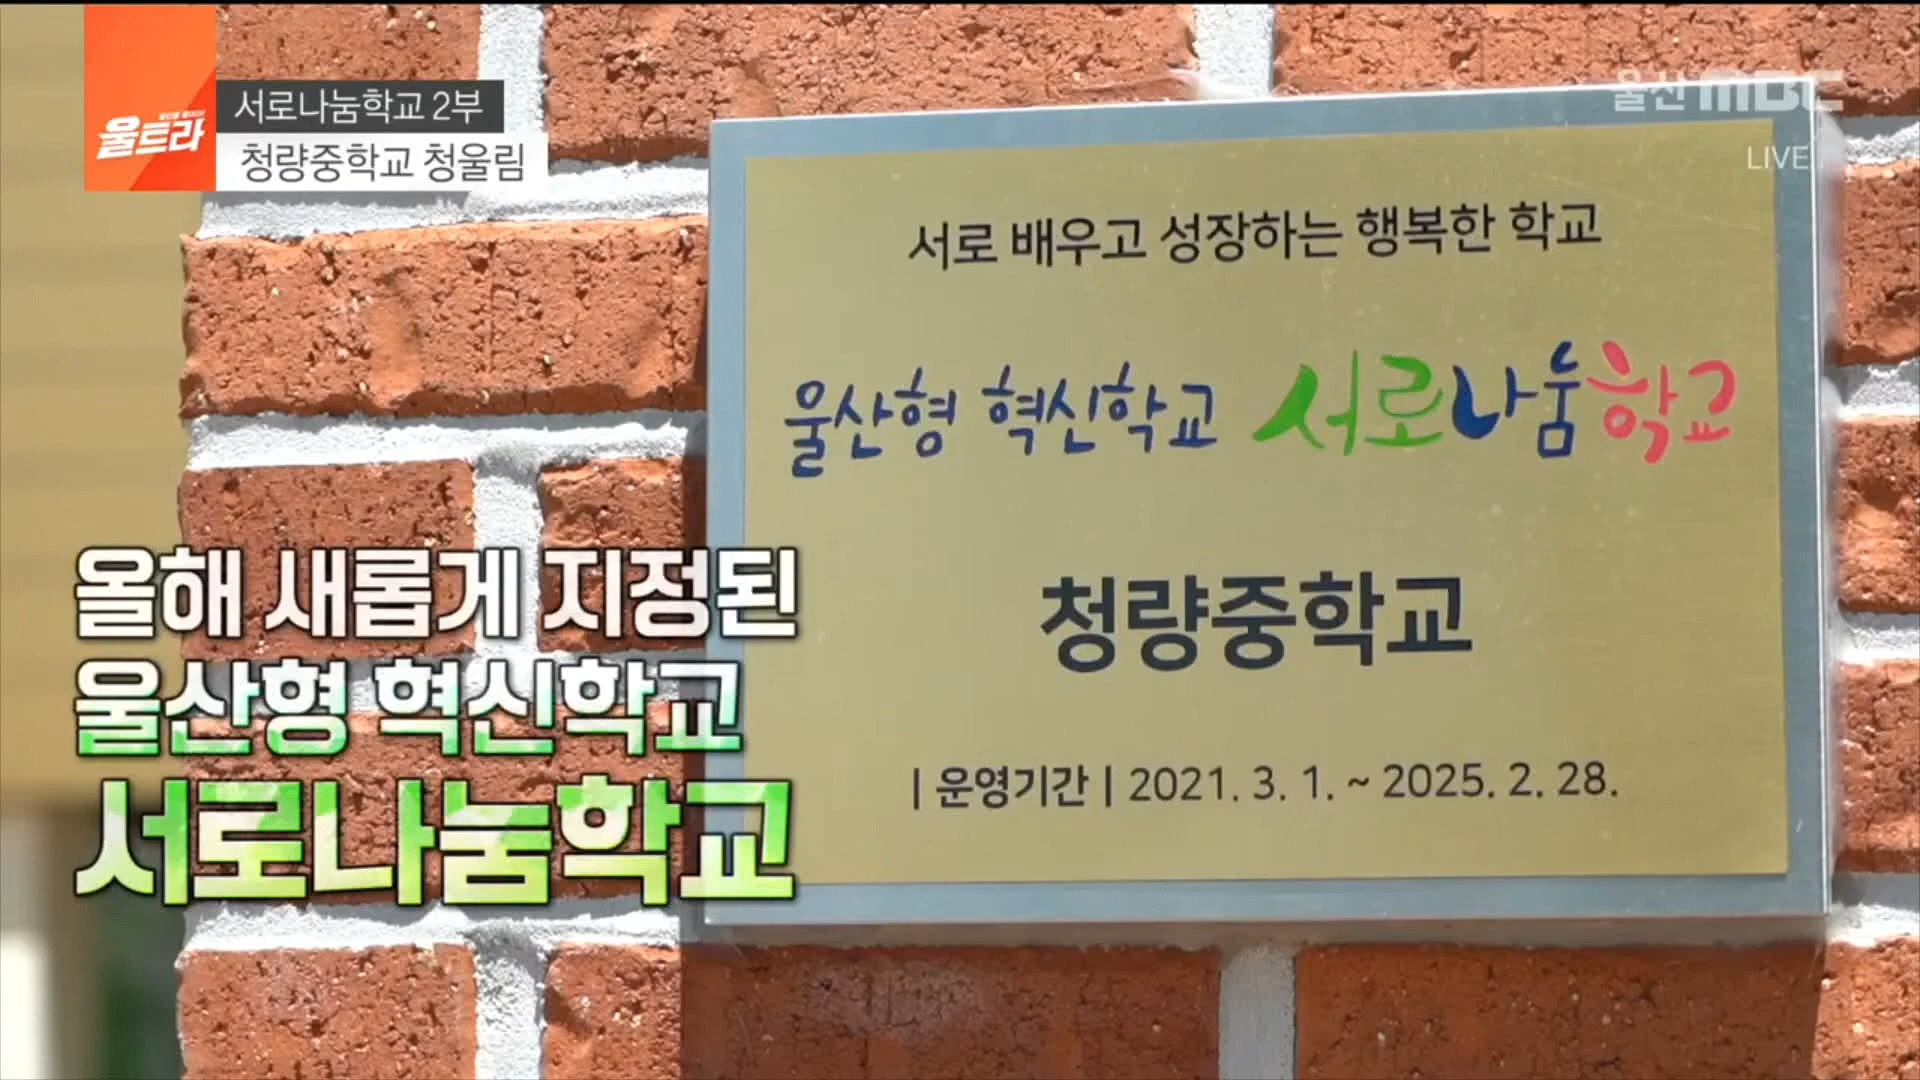 울트라
서로나눔학교 2부
청량중학교 청울림
울산 MBC
LIVE
서로 배우고 성장하는 행복한 학교
울산형 혁신학교 서로나눔학교
청량중학교
| 운영기간 | 2021. 3. 1. ~ 2025. 2. 28.
올해 새롭게 지정된
울산형 혁신학교
서로나눔학교